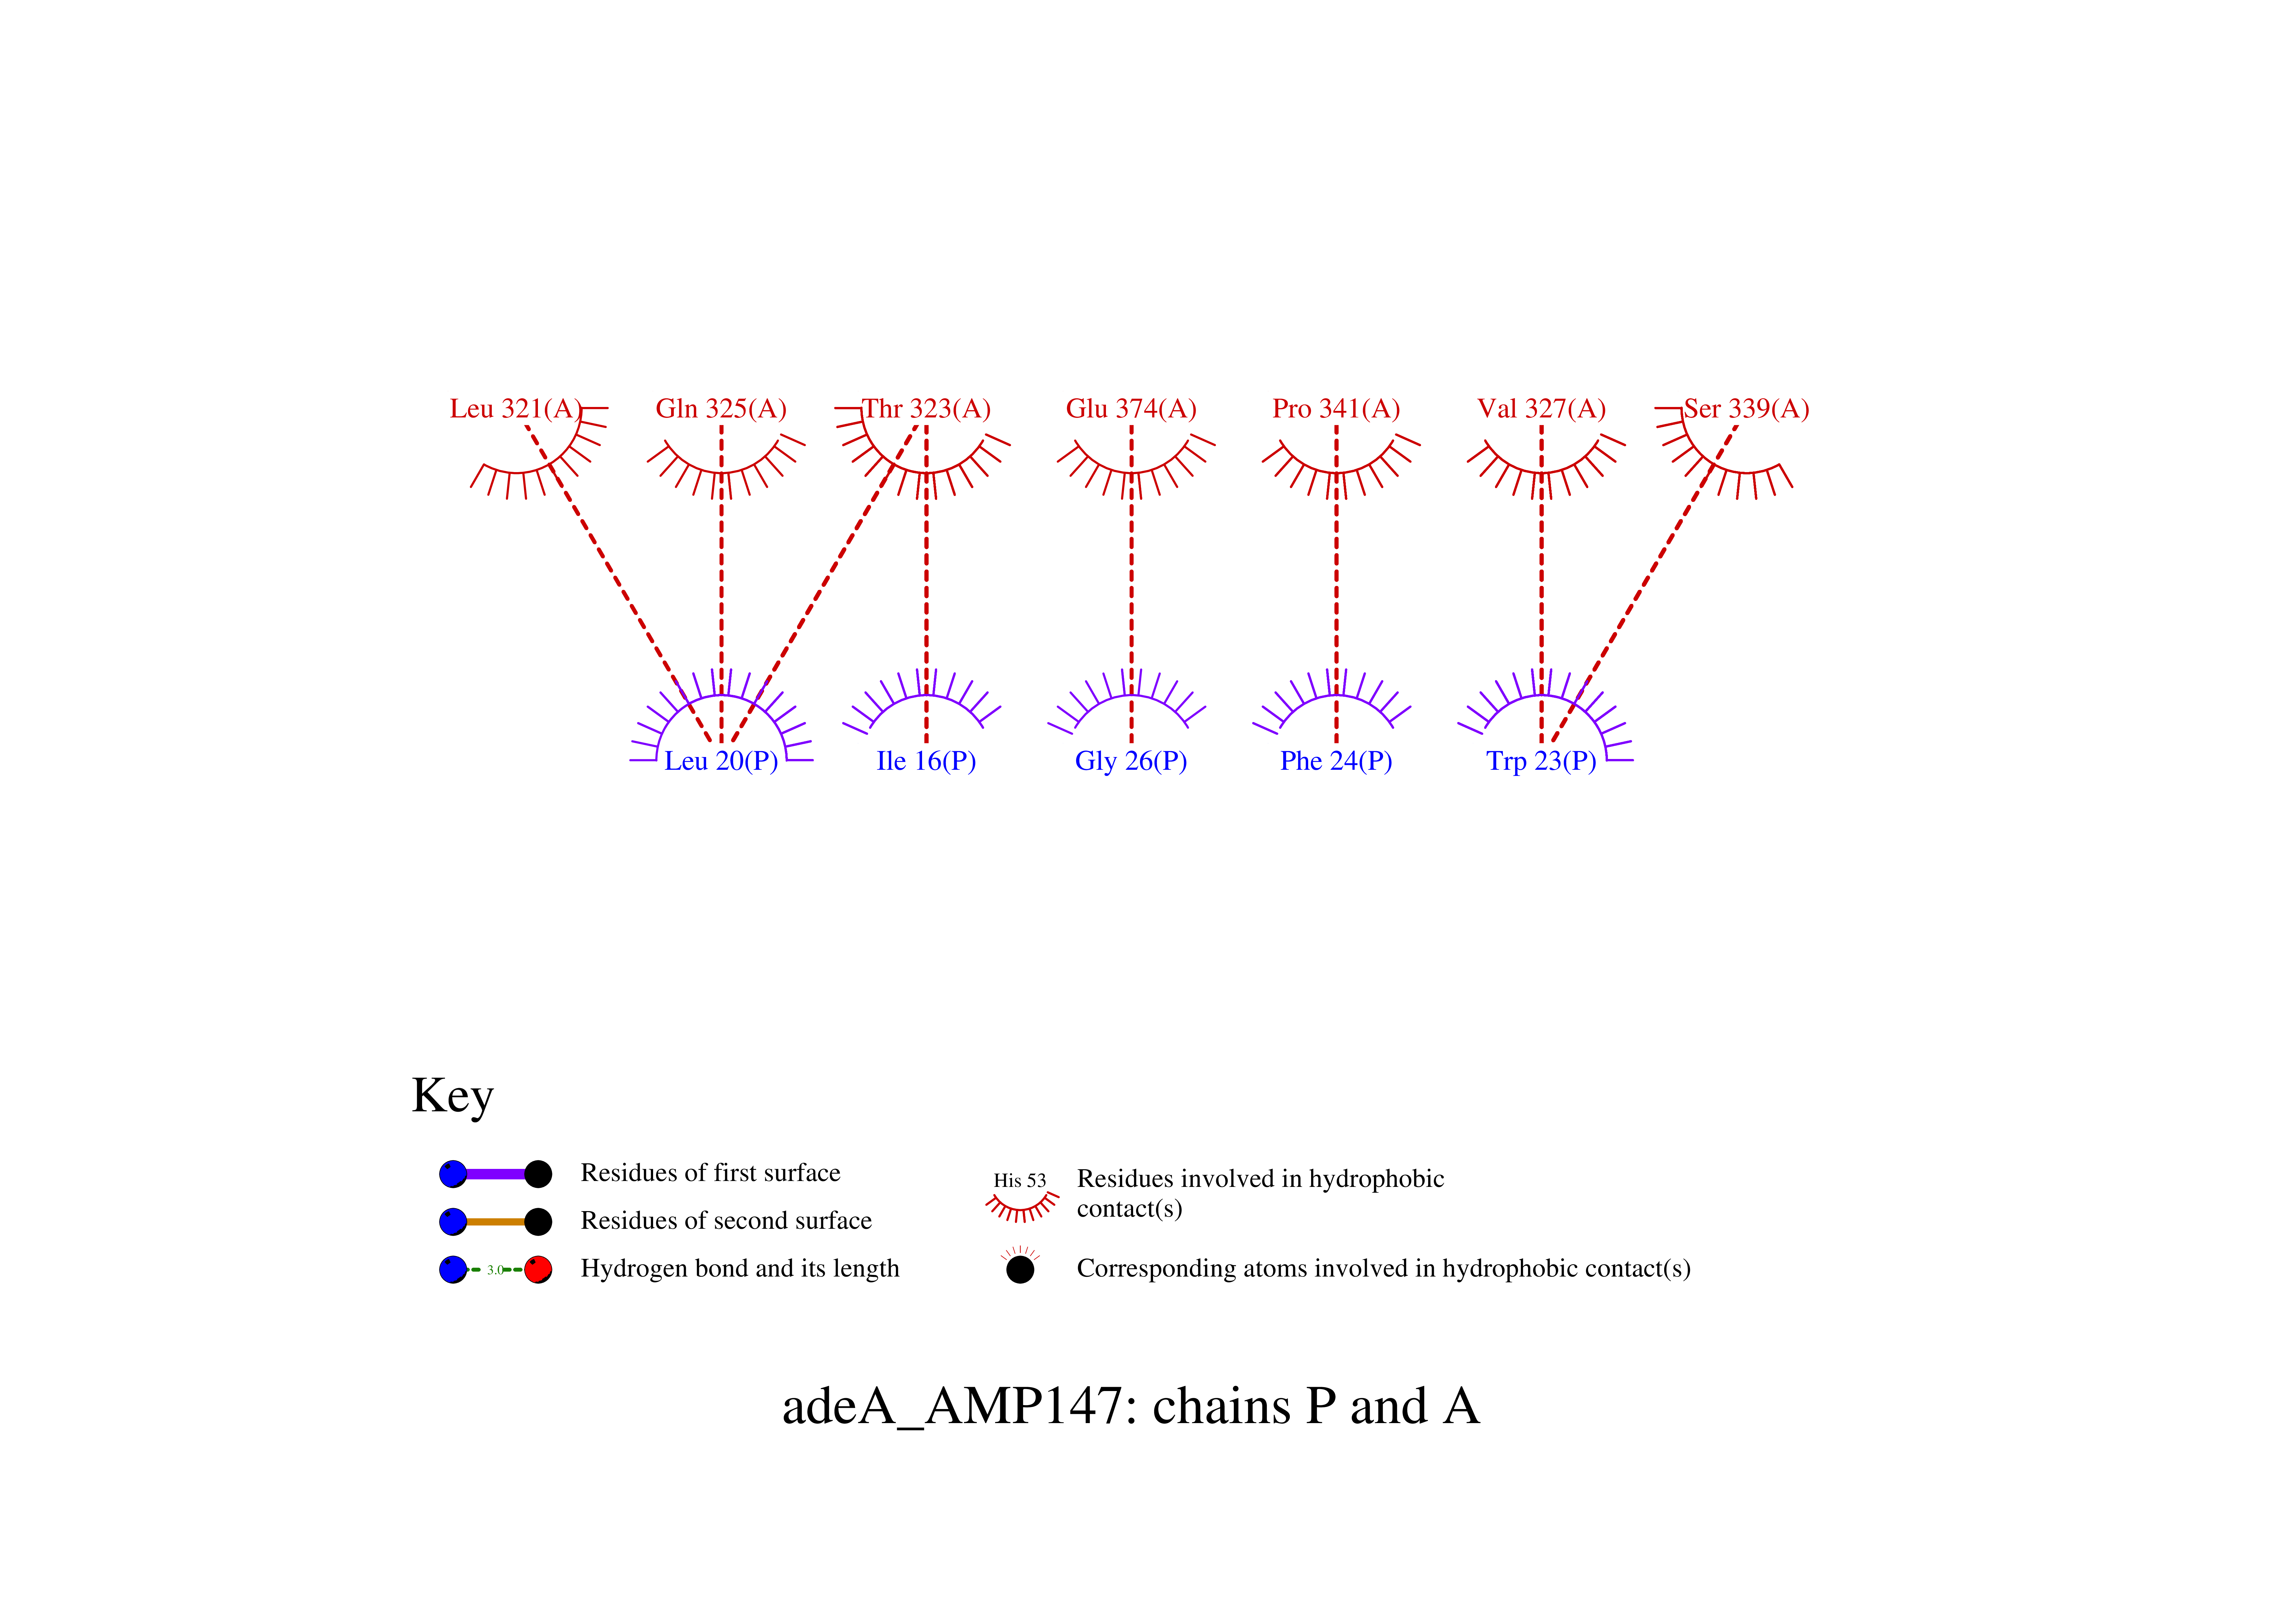 Leu 321(A) Gln 325(A) Thr 323(A) Glu 374(A) Pro 341(A) Val 327(A) Ser 339(A)
Leu 20(P) Ile 16(P) Gly 26(P) Phe 24(P) Trp 23(P)
Key
Residues of first surface
Residues of second surface
3.0
Hydrogen bond and its length
His 53
Residues involved in hydrophobic
contact(s)
Corresponding atoms involved in hydrophobic contact(s)
adeA_AMP147: chains P and A